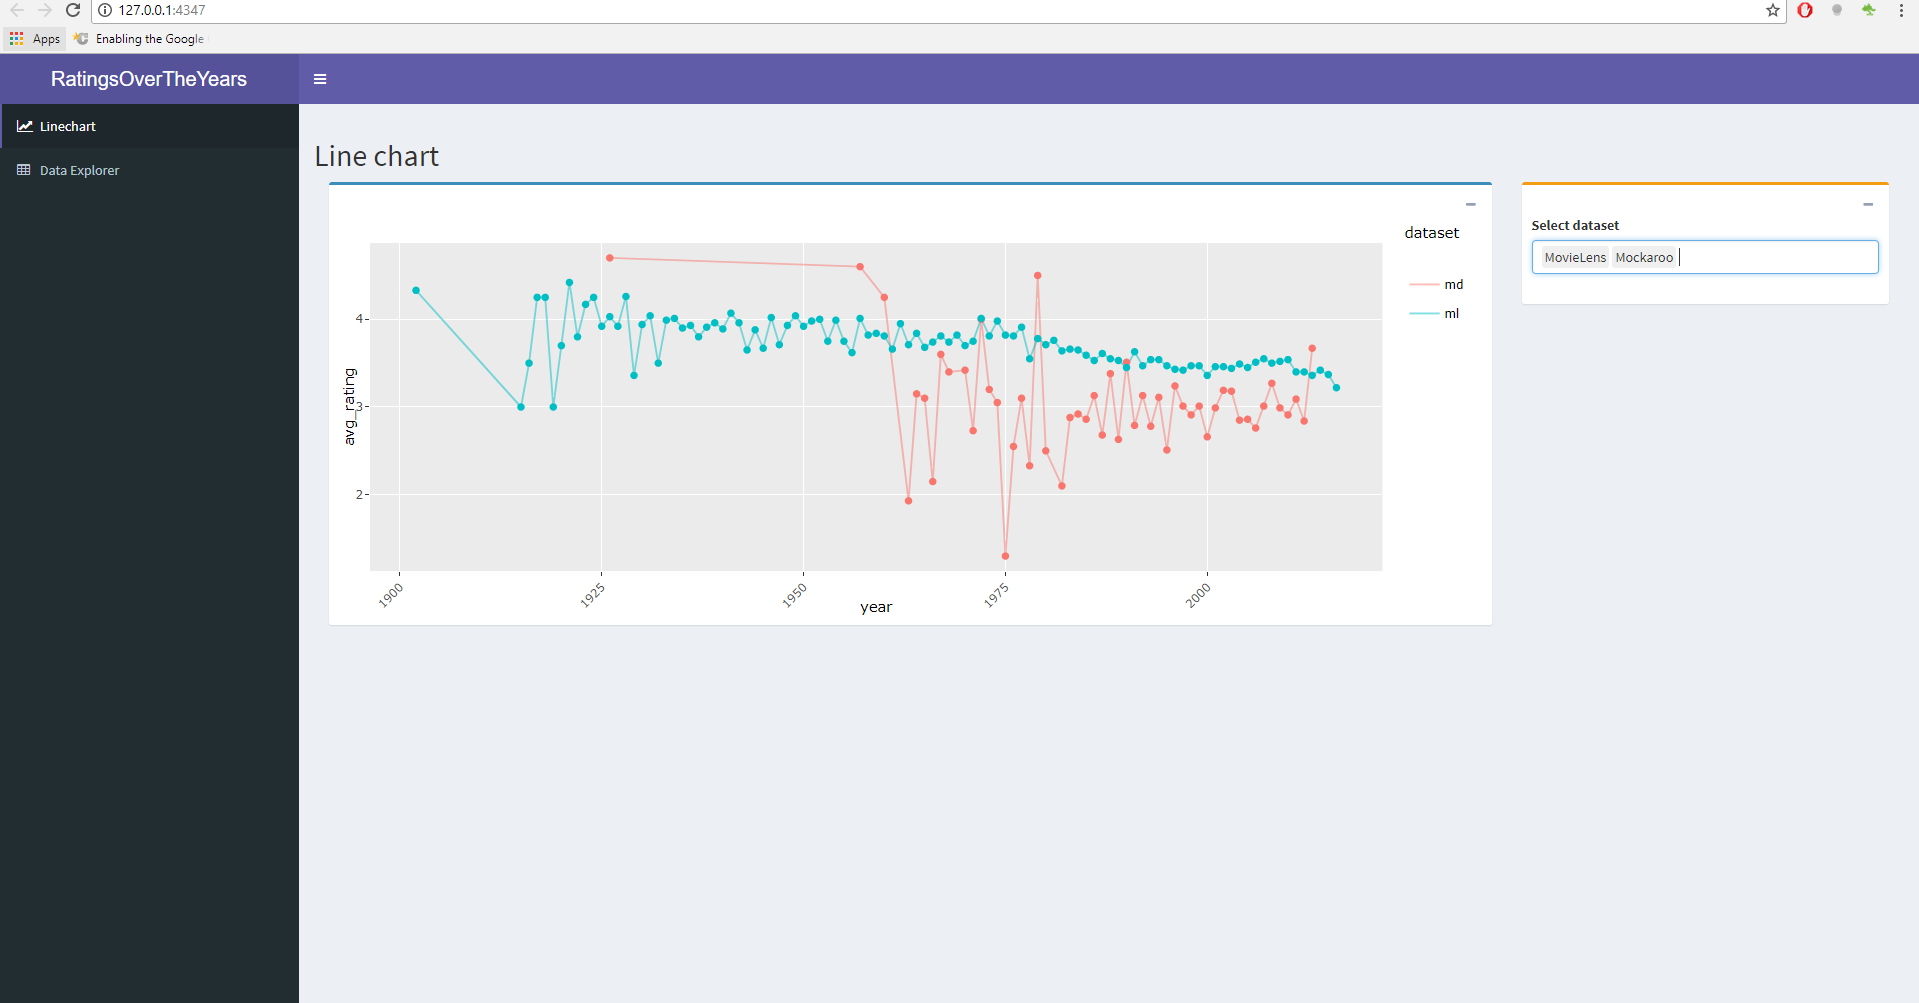 127.0.0.1:4347
Apps
Enabling the Google
RatingsOverTheYears
Linechart
Data Explorer
Line chart
dataset
md
ml
avg_rating
4
3
2
1900
1925
1950
1975
2000
year
Select dataset
MovieLens Mockaroo